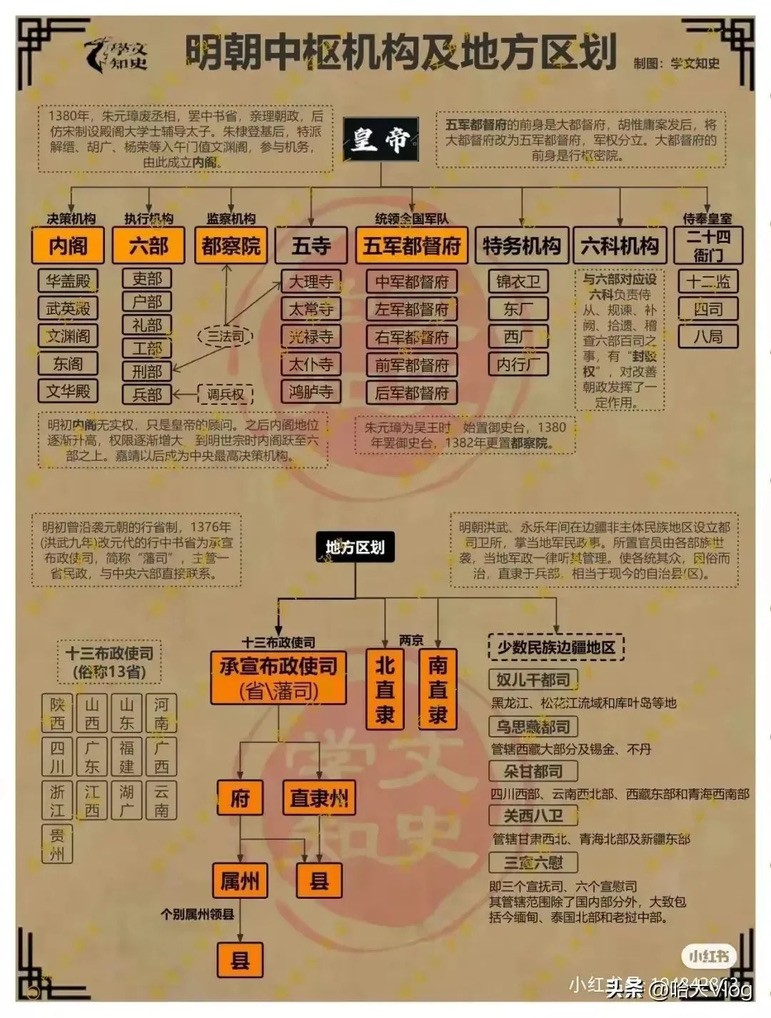 学文知史
明朝中枢机构及地方区划
制图：学文知史
1380年，朱元璋废丞相，罢中书省，亲理朝政，后
仿宋制设殿阁大学士辅导太子。朱棣登基后，特派
解缙、胡广、杨荣等入午门值文渊阁，参与机务，
由此成立内阁。
皇帝
五军都督府的前身是大都督府，胡惟庸案发后，将
大都督府改为五军都督府，军权分立。大都督府的
前身是行枢密院。
决策机构
内阁
华盖殿
武英殿
文渊阁
东阁
文华殿
执行机构
六部
吏部
户部
礼部
工部
刑部
兵部
监察机构
都察院
三法司
调兵权
五寺
大理寺
太常寺
光禄寺
太仆寺
鸿胪寺
统领全国军队
五军都督府
中军都督府
左军都督府
右军都督府
前军都督府
后军都督府
特务机构
锦衣卫
东厂
西厂
内行厂
六科机构
与六部对应设
六科负责侍
从、规谏、补
阙、拾遗、稽
查六部百司之
事，有“封驳
权”，对改善
朝政发挥了一
定作用。
侍奉皇室
二十四
衙门
十二监
四司
八局
明初内阁无实权，只是皇帝的顾问。之后内阁地位
逐渐升高，权限逐渐增大，到明世宗时内阁跃至六
部之上。嘉靖以后成为中央最高决策机构。
朱元璋为吴王时，始置御史台，1380
年罢御史台，1382年更置都察院。
明初曾沿袭元朝的行省制，1376年
(洪武九年)改元代的行中书省为承宣
布政使司，简称“藩司”，主管一
省民政，与中央六部直接联系。
地方区划
明朝洪武、永乐年间在边疆非主体民族地区设立都
司卫所，掌当地军民政事。所置官员由各部族世
袭，当地军政一律听其管理。使各统其众，因俗而
治，直隶于兵部，相当于现今的自治县(区)。
十三布政使司
(俗称13省)
陕西
山西
山东
河南
四川
广东
福建
广西
浙江
江西
湖广
云南
贵州
十三布政使司
承宣布政使司
(省\藩司)
府
直隶州
属州
县
个别属州领县
县
两京
北直隶
南直隶
少数民族边疆地区
奴儿干都司
黑龙江、松花江流域和库叶岛等地
乌思藏都司
管辖西藏大部分及锡金、不丹
朵甘都司
四川西部、云南西北部、西藏东部和青海西南部
关西八卫
管辖甘肃西北、青海北部及新疆东部
三宣六慰
即三个宣抚司、六个宣慰司
其管辖范围除了国内部分外，大致包
括今缅甸、泰国北部和老挝中部。
学文
知史
小红书
小红书号
头条 @哈大Vlog